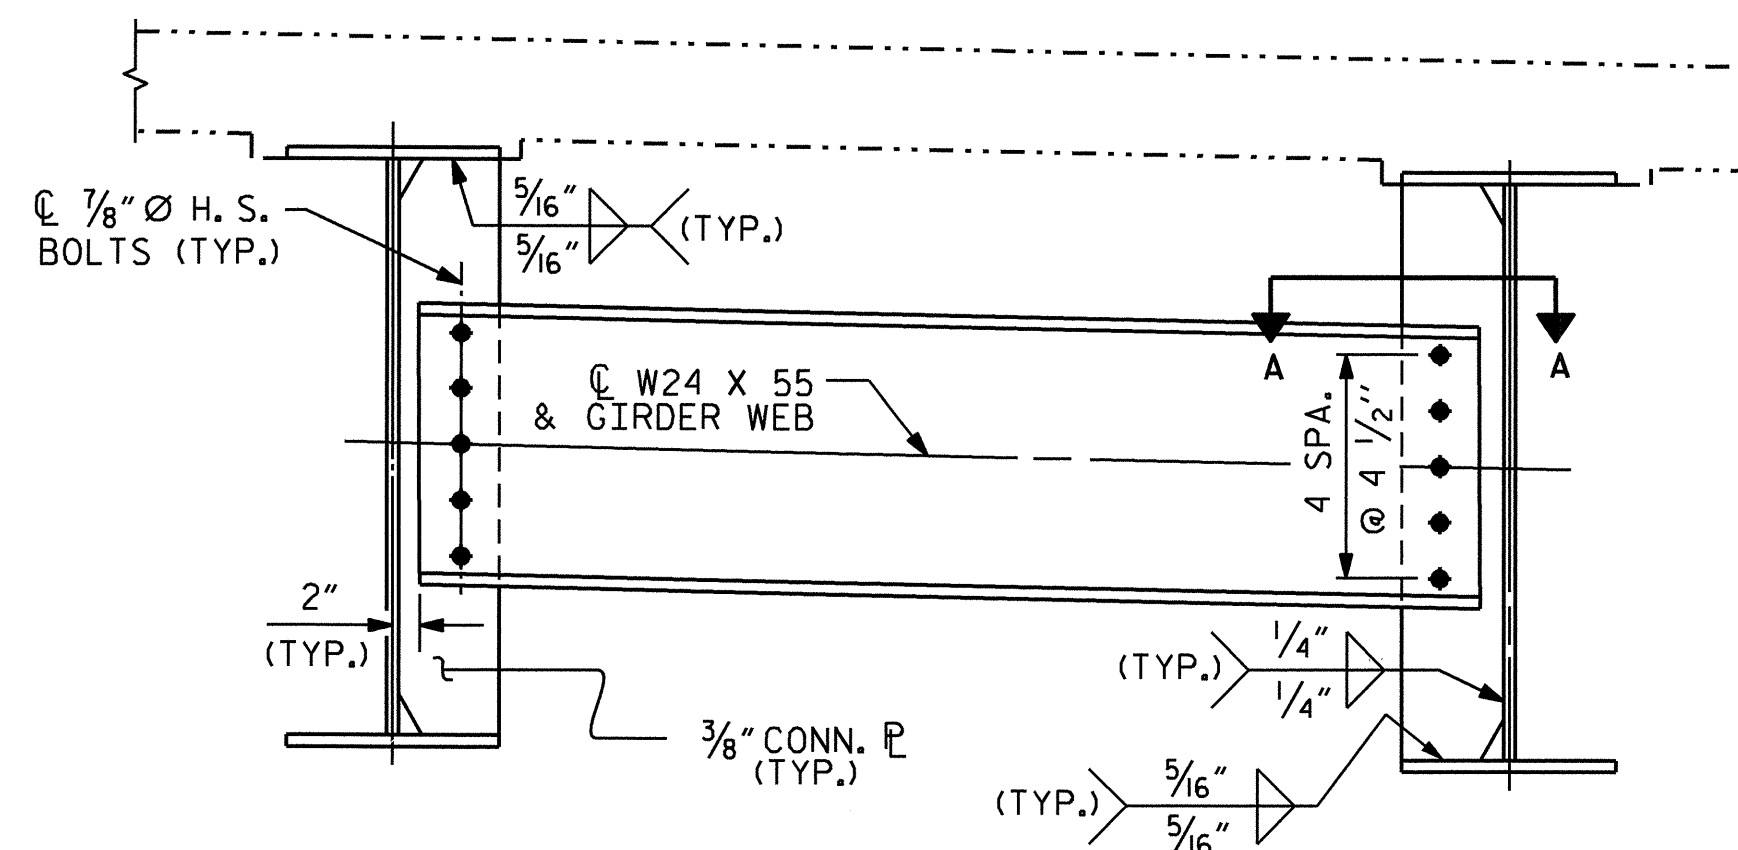 ℄ 7/8" Ø H. S.
BOLTS (TYP.)
5/16"
5/16"
(TYP.)
℄ W24 X 55
& GIRDER WEB
A
A
4 SPA.
@ 4 1/2"
2"
(TYP.)
3/8" CONN. ⅊
(TYP.)
(TYP.)
1/4"
1/4"
(TYP.)
5/16"
5/16"